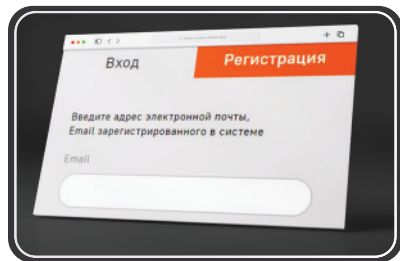 Вход
Регистрация
Введите адрес электронной почты,
Email зарегистрированного в системе
Email